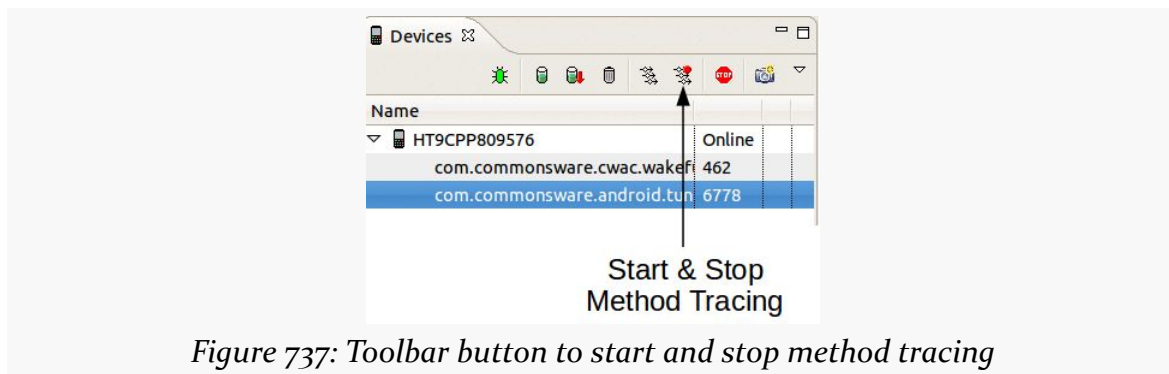 Devices
STOP
Name
HT9CPP809576 Online
com.commonsware.cwac.wakef 462
com.commonsware.android.tun 6778
Start & Stop
Method Tracing
Figure 737: Toolbar button to start and stop method tracing